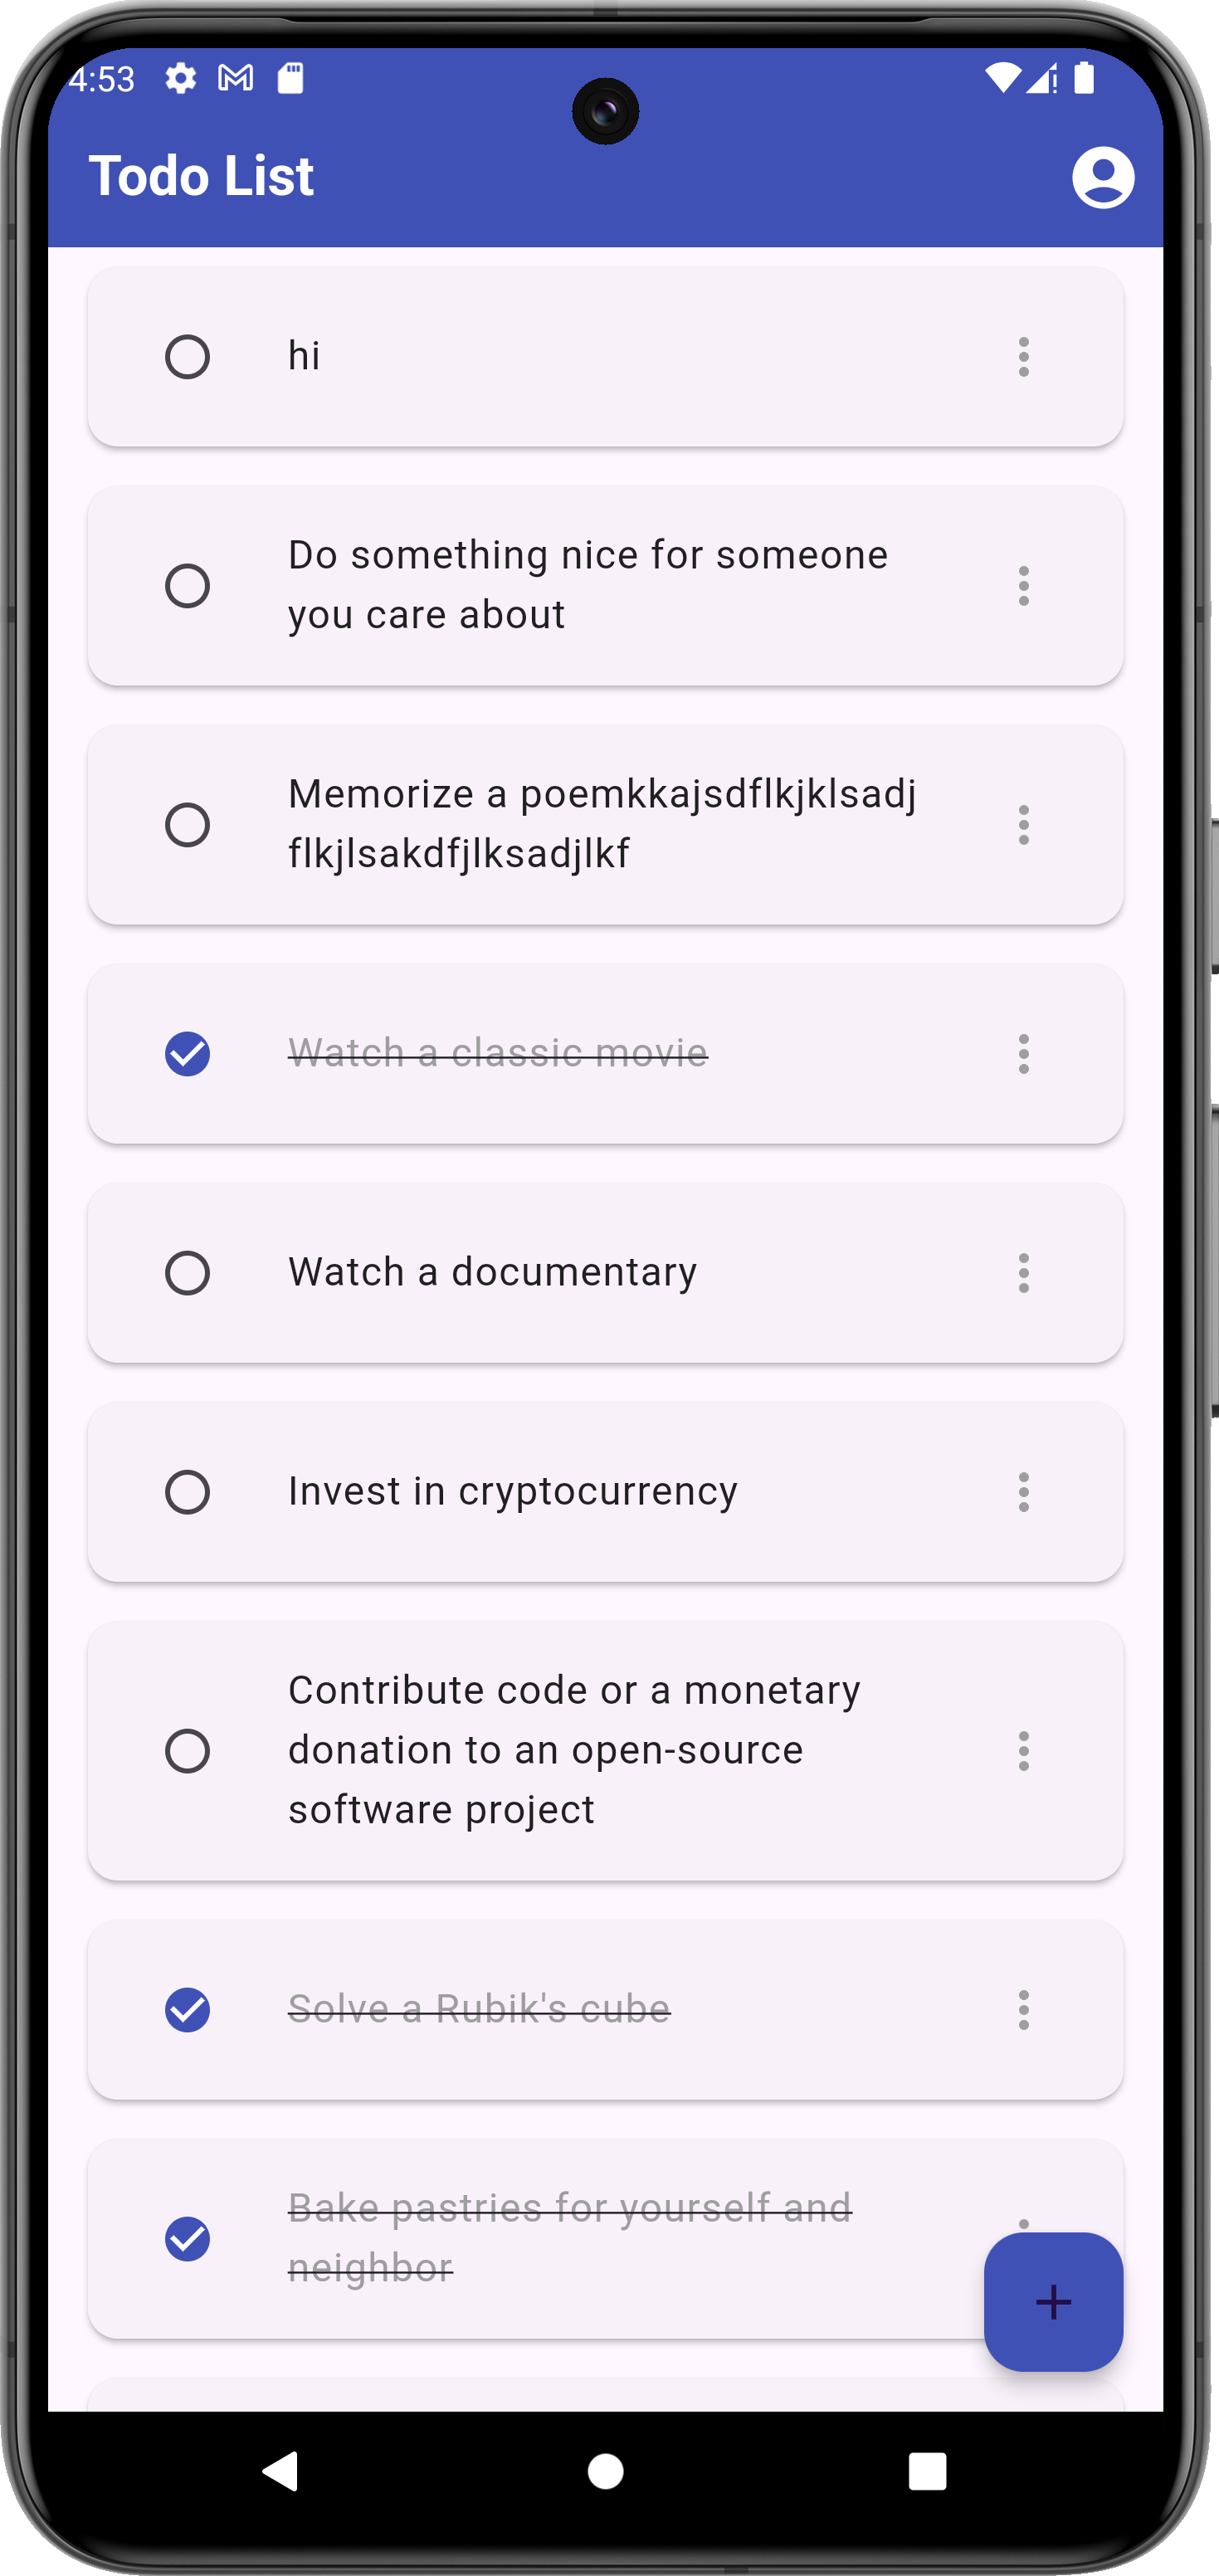 4:53
Todo List
hi
Do something nice for someone
you care about
Memorize a poemkkajsdflkjklsadj
flkjlsakdfjlksadjlkf
Watch a classic movie
Watch a documentary
Invest in cryptocurrency
Contribute code or a monetary
donation to an open-source
software project
Solve a Rubik's cube
Bake pastries for yourself and
neighbor